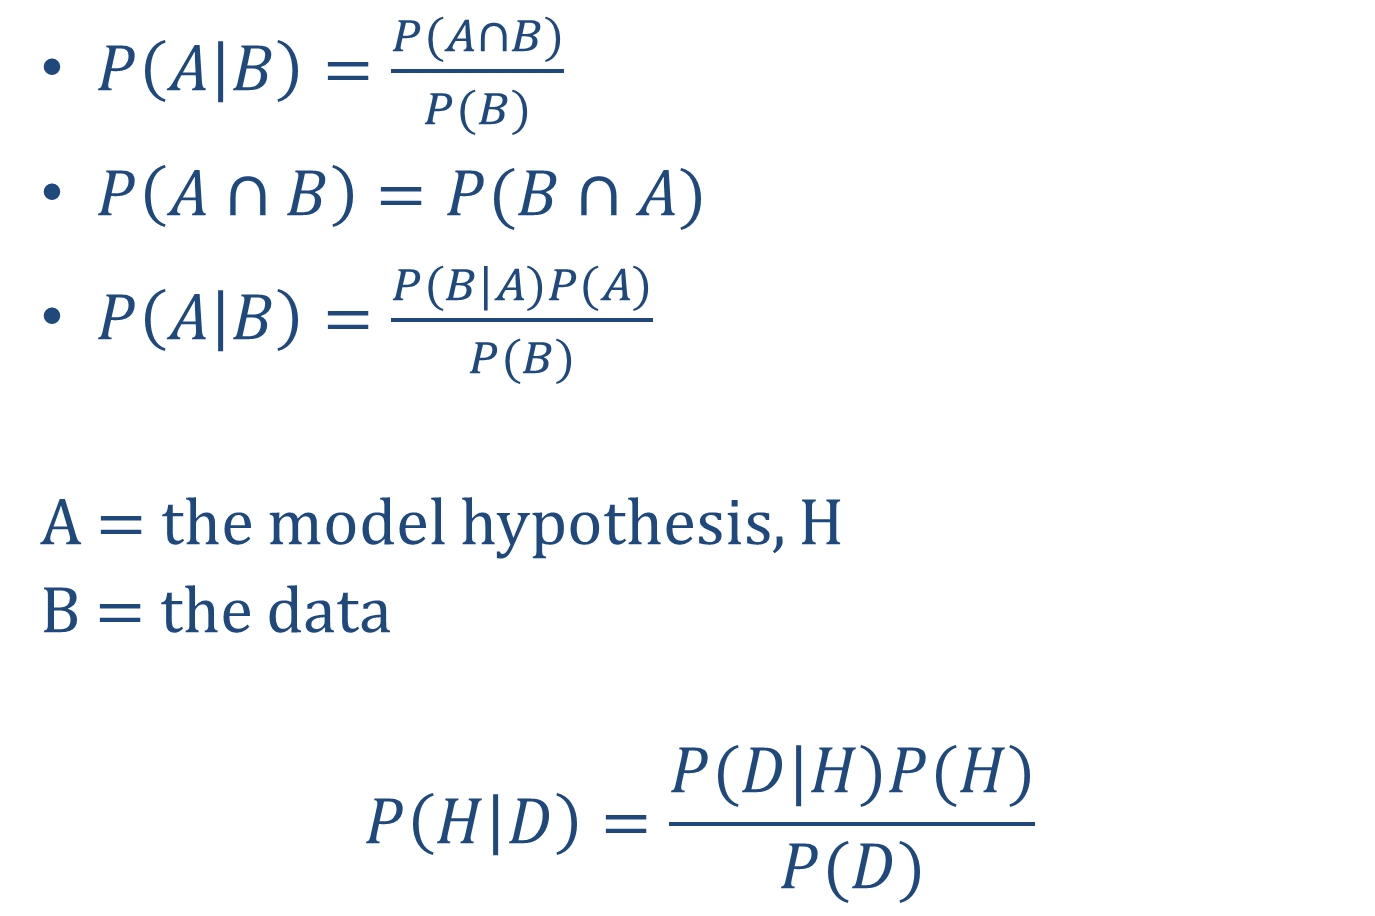 • P(A|B) = P(A∩B) / P(B)
• P(A ∩ B) = P(B ∩ A)
• P(A|B) = P(B|A)P(A) / P(B)
A = the model hypothesis, H
B = the data
P(H|D) = P(D|H)P(H) / P(D)